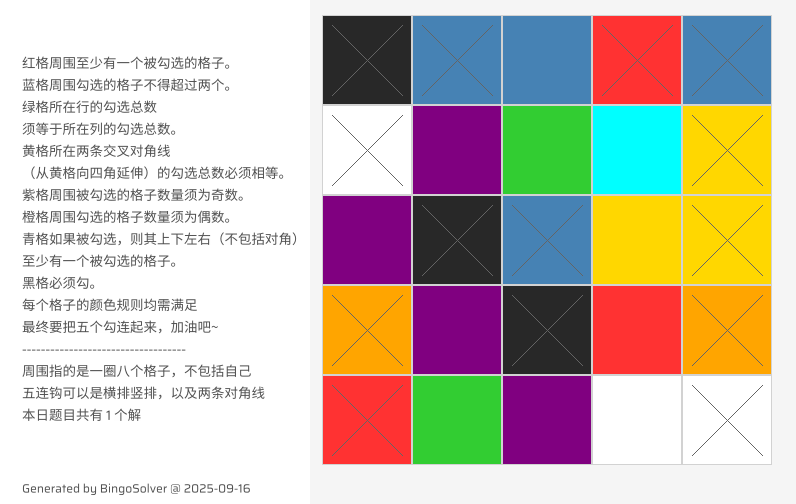 红格周围至少有一个被勾选的格子。
蓝格周围勾选的格子不得超过两个。
绿格所在行的勾选总数
须等于所在列的勾选总数。
黄格所在两条交叉对角线
（从黄格向四角延伸）的勾选总数必须相等。
紫格周围被勾选的格子数量须为奇数。
橙格周围勾选的格子数量须为偶数。
青格如果被勾选，则其上下左右（不包括对角）
至少有一个被勾选的格子。
黑格必须勾。
每个格子的颜色规则均需满足
最终要把五个勾连起来，加油吧~
-----------------------------------
周围指的是一圈八个格子，不包括自己
五连钩可以是横排竖排，以及两条对角线
本日题目共有1个解
Generated by BingoSolver @ 2025-09-16